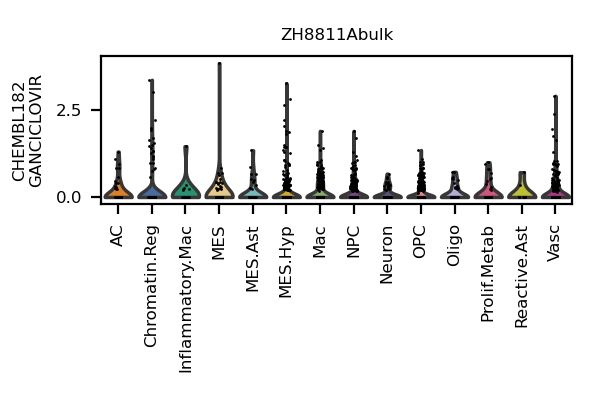 ZH8811Abulk
CHEMBL182
GANCICLOVIR
2.5
0.0
AC
Chromatin.Reg
Inflammatory.Mac
MES
MES.Ast
MES.Hyp
Mac
NPC
Neuron
OPC
Oligo
Prolif.Metab
Reactive.Ast
Vasc